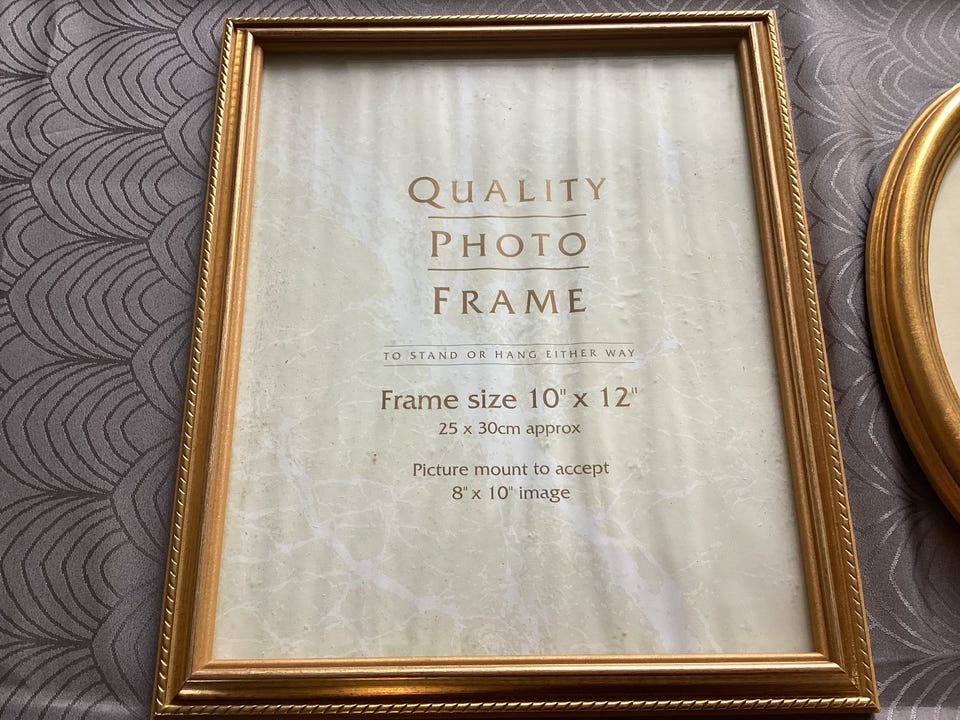 QUALITY
PHOTO
FRAME
TO STAND OR HANG EITHER WAY
Frame size 10" x 12"
25 x 30cm approx
Picture mount to accept
8" x 10" image